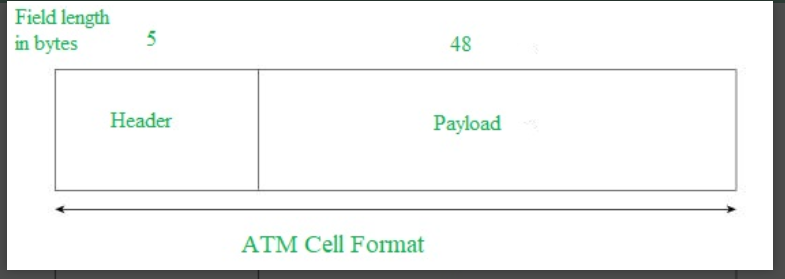 Field length
in bytes
5
48
Header
Payload
ATM Cell Format